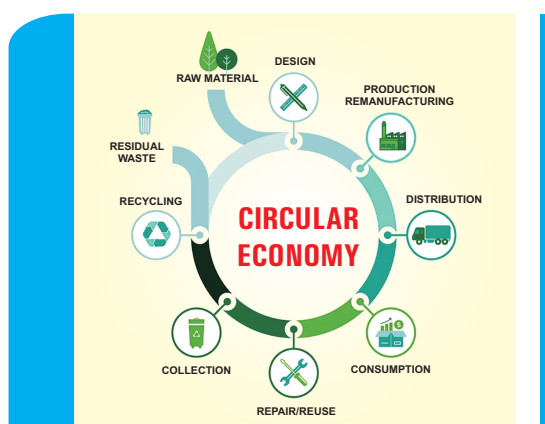 RAW MATERIAL
DESIGN
PRODUCTION
REMANUFACTURING
DISTRIBUTION
CONSUMPTION
REPAIR/REUSE
COLLECTION
RECYCLING
RESIDUAL
WASTE
CIRCULAR
ECONOMY
$